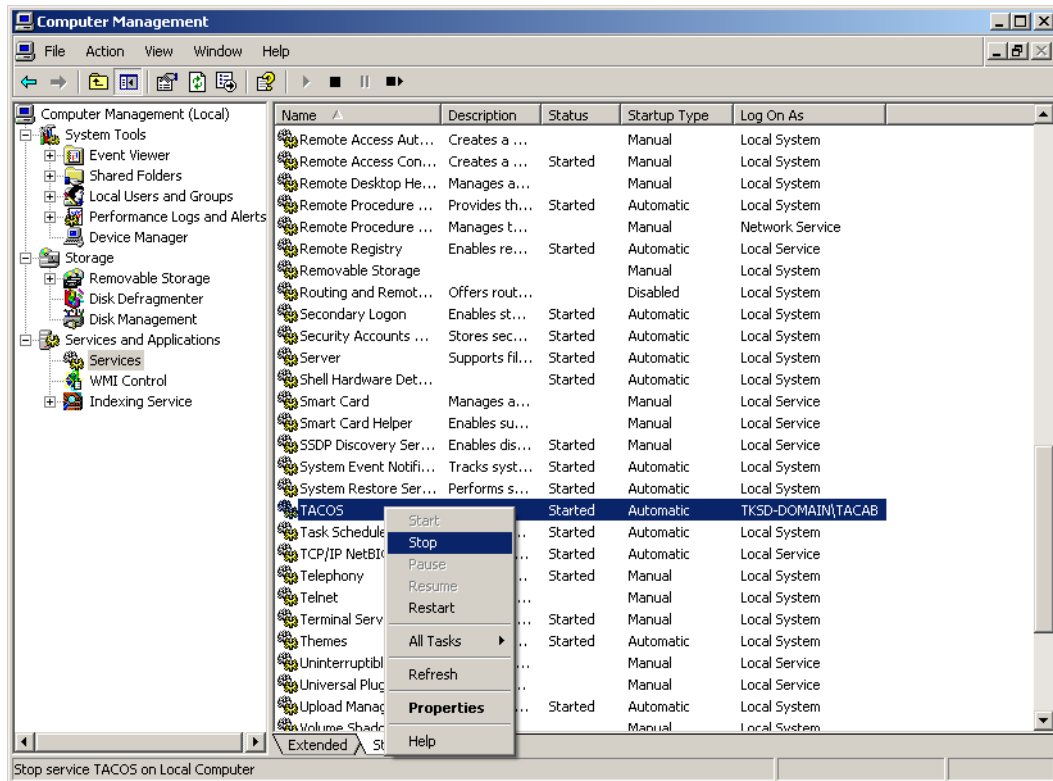 Computer Management
File Action View Window Help
Computer Management (Local)
System Tools
Event Viewer
Shared Folders
Local Users and Groups
Performance Logs and Alerts
Device Manager
Storage
Removable Storage
Disk Defragmenter
Disk Management
Services and Applications
Services
WMI Control
Indexing Service
Name Description Status Startup Type Log On As
Remote Access Aut... Creates a ... Manual Local System
Remote Access Con... Creates a ... Started Manual Local System
Remote Desktop He... Manages a... Manual Local System
Remote Procedure ... Provides th... Started Automatic Local System
Remote Procedure ... Manages t... Manual Network Service
Remote Registry Enables re... Started Automatic Local Service
Removable Storage Manual Local System
Routing and Remot... Offers rout... Disabled Local System
Secondary Logon Enables st... Started Automatic Local System
Security Accounts ... Stores sec... Started Automatic Local System
Server Supports fil... Started Automatic Local System
Shell Hardware Det... Started Automatic Local System
Smart Card Manages a... Manual Local Service
Smart Card Helper Enables su... Manual Local Service
SSDP Discovery Ser... Enables dis... Started Manual Local Service
System Event Notifi... Tracks syst... Started Automatic Local System
System Restore Ser... Performs s... Started Automatic Local System
TACOS Started Automatic TKSD-DOMAIN\TACAB
Task Schedule .. Started Automatic Local System
TCP/IP NetBI ... Started Automatic Local Service
Telephony .. Started Manual Local System
Telnet ... Manual Local System
Terminal Serv ... Started Manual Local System
Themes .. Started Automatic Local System
Uninterruptibl ... Manual Local Service
Universal Plug .. Manual Local Service
Upload Manag ... Started Automatic Local System
Volume Shado Manual Local System
Start
Stop
Pause
Resume
Restart
All Tasks
Refresh
Properties
Help
Extended St
Stop service TACOS on Local Computer